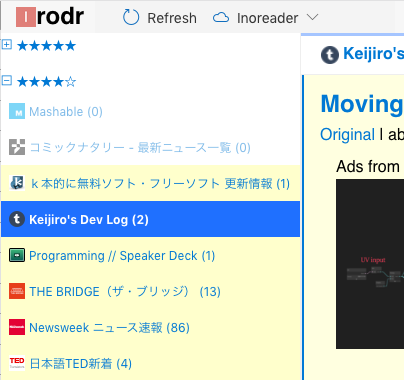 Irodr
Refresh
Inoreader
★★★★★
★★★★☆
Mashable (0)
コミックナタリー - 最新ニュース一覧 (0)
ｋ本的に無料ソフト・フリーソフト 更新情報 (1)
Keijiro's Dev Log (2)
Programming // Speaker Deck (1)
THE BRIDGE（ザ・ブリッジ） (13)
Newsweek ニュース速報 (86)
TED 日本語TED新着 (4)
Keijiro's
Moving
Original I ab
Ads from
UV input